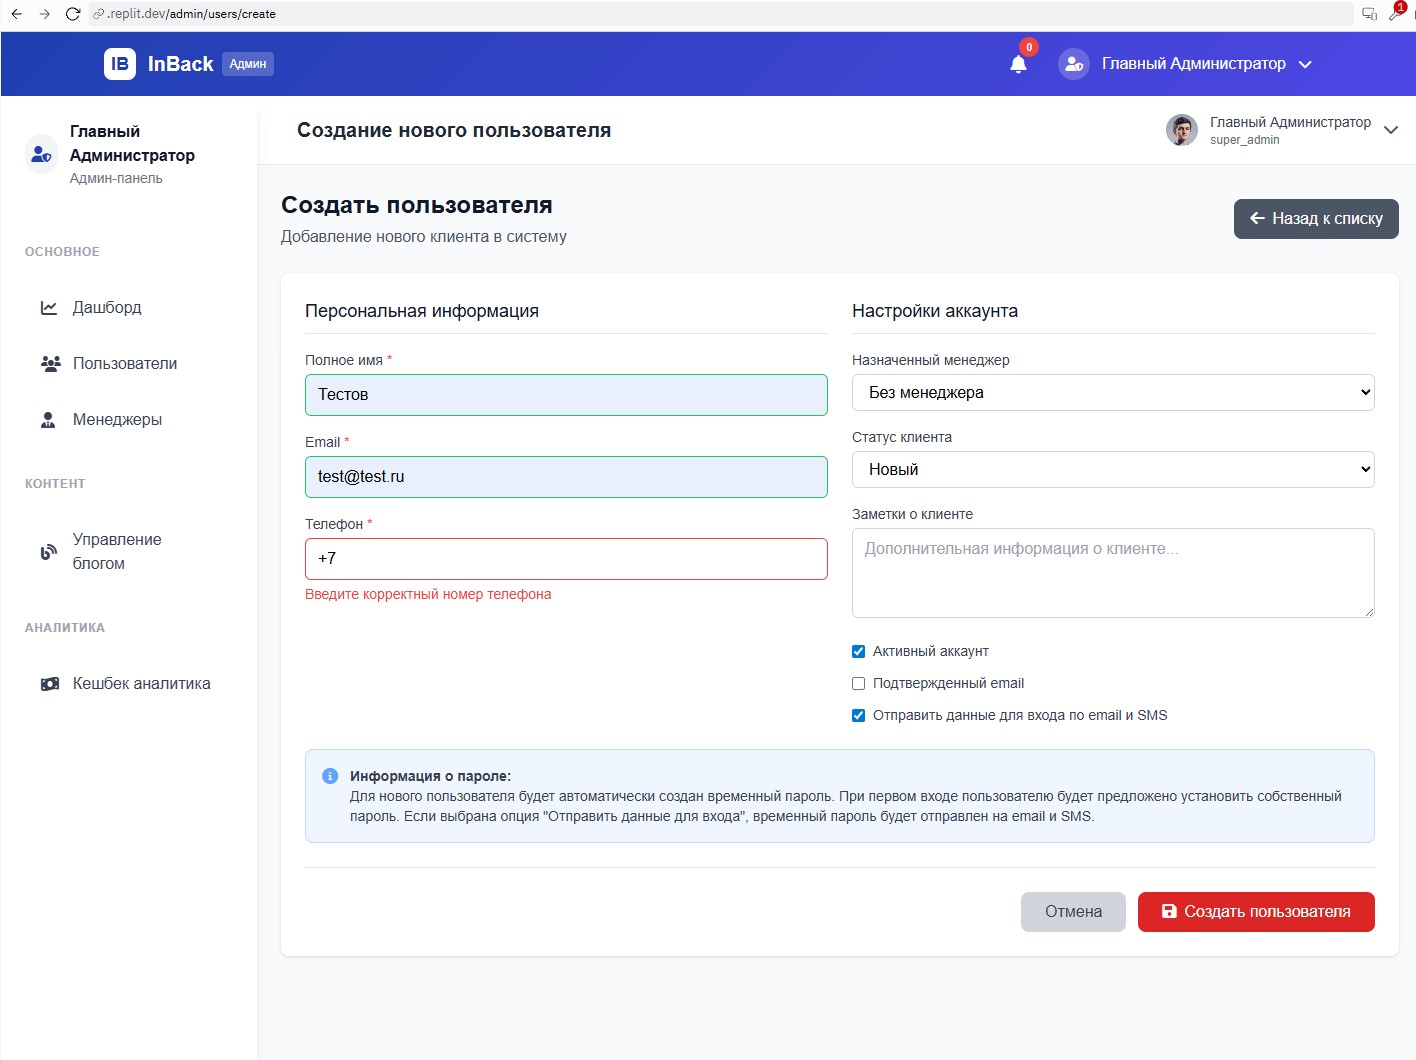 .replit.dev/admin/users/create
1
IB InBack Админ
0
Главный Администратор
Главный
Администратор
Админ-панель
ОСНОВНОЕ
Дашборд
Пользователи
Менеджеры
КОНТЕНТ
Управление
блогом
АНАЛИТИКА
Кешбек аналитика
Создание нового пользователя
Главный Администратор
super_admin
Создать пользователя
Добавление нового клиента в систему
Назад к списку
Персональная информация
Полное имя *
Тестов
Email *
test@test.ru
Телефон *
+7
Введите корректный номер телефона
Настройки аккаунта
Назначенный менеджер
Без менеджера
Статус клиента
Новый
Заметки о клиенте
Дополнительная информация о клиенте...
Активный аккаунт
Подтвержденный email
Отправить данные для входа по email и SMS
Информация о пароле:
Для нового пользователя будет автоматически создан временный пароль. При первом входе пользователю будет предложено установить собственный
пароль. Если выбрана опция "Отправить данные для входа", временный пароль будет отправлен на email и SMS.
Отмена
Создать пользователя